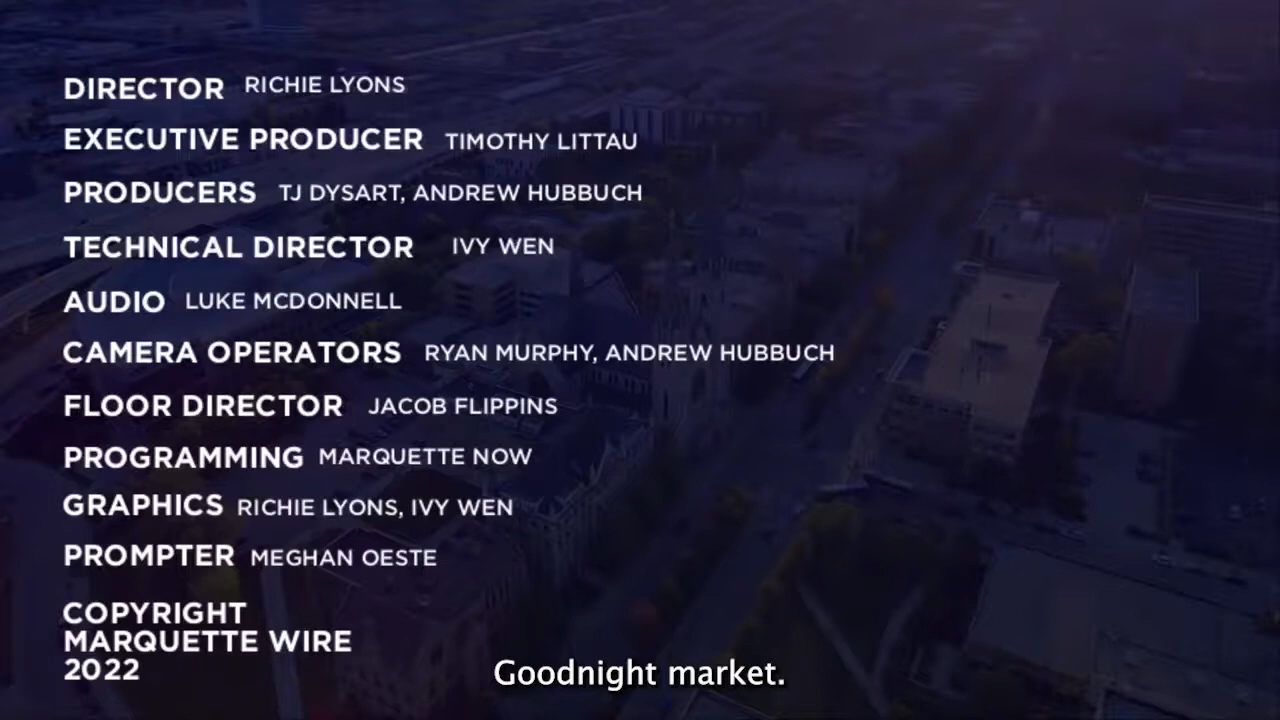 DIRECTOR RICHIE LYONS
EXECUTIVE PRODUCER TIMOTHY LITTAU
PRODUCERS TJ DYSART, ANDREW HUBBUCH
TECHNICAL DIRECTOR IVY WEN
AUDIO LUKE MCDONNELL
CAMERA OPERATORS RYAN MURPHY, ANDREW HUBBUCH
FLOOR DIRECTOR JACOB FLIPPINS
PROGRAMMING MARQUETTE NOW
GRAPHICS RICHIE LYONS, IVY WEN
PROMPTER MEGHAN OESTE
COPYRIGHT
MARQUETTE WIRE
2022
Goodnight market.